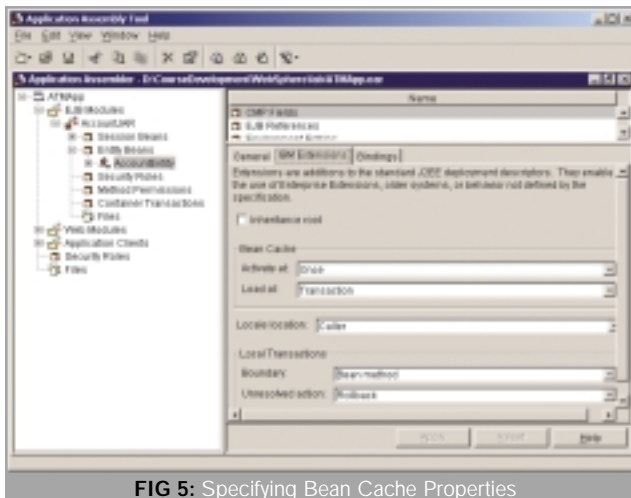 Application Assembly Tool
File Edit View Window Help
Application Assembler - D:\CourseDevelopment\WebSphere\lab\ATMApp.ear
ATMApp
EJB Modules
AccountJAR
Session Beans
Entity Beans
AccountEntity
Security Roles
Method Permissions
Container Transactions
Files
Web Modules
Application Clients
Security Roles
Files
Name
CMP Fields
EJB References
General IBM Extensions Bindings
Extensions are additions to the standard J2EE deployment descriptors. They enable
the use of Enterprise Extensions, older systems, or behavior not defined by the
specification.
Inheritance root
Bean Cache
Activate at: Once
Load at: Transaction
Locale location: Caller
Local Transactions
Boundary: Bean method
Unresolved action: Rollback
Apply Reset Help
FIG 5: Specifying Bean Cache Properties